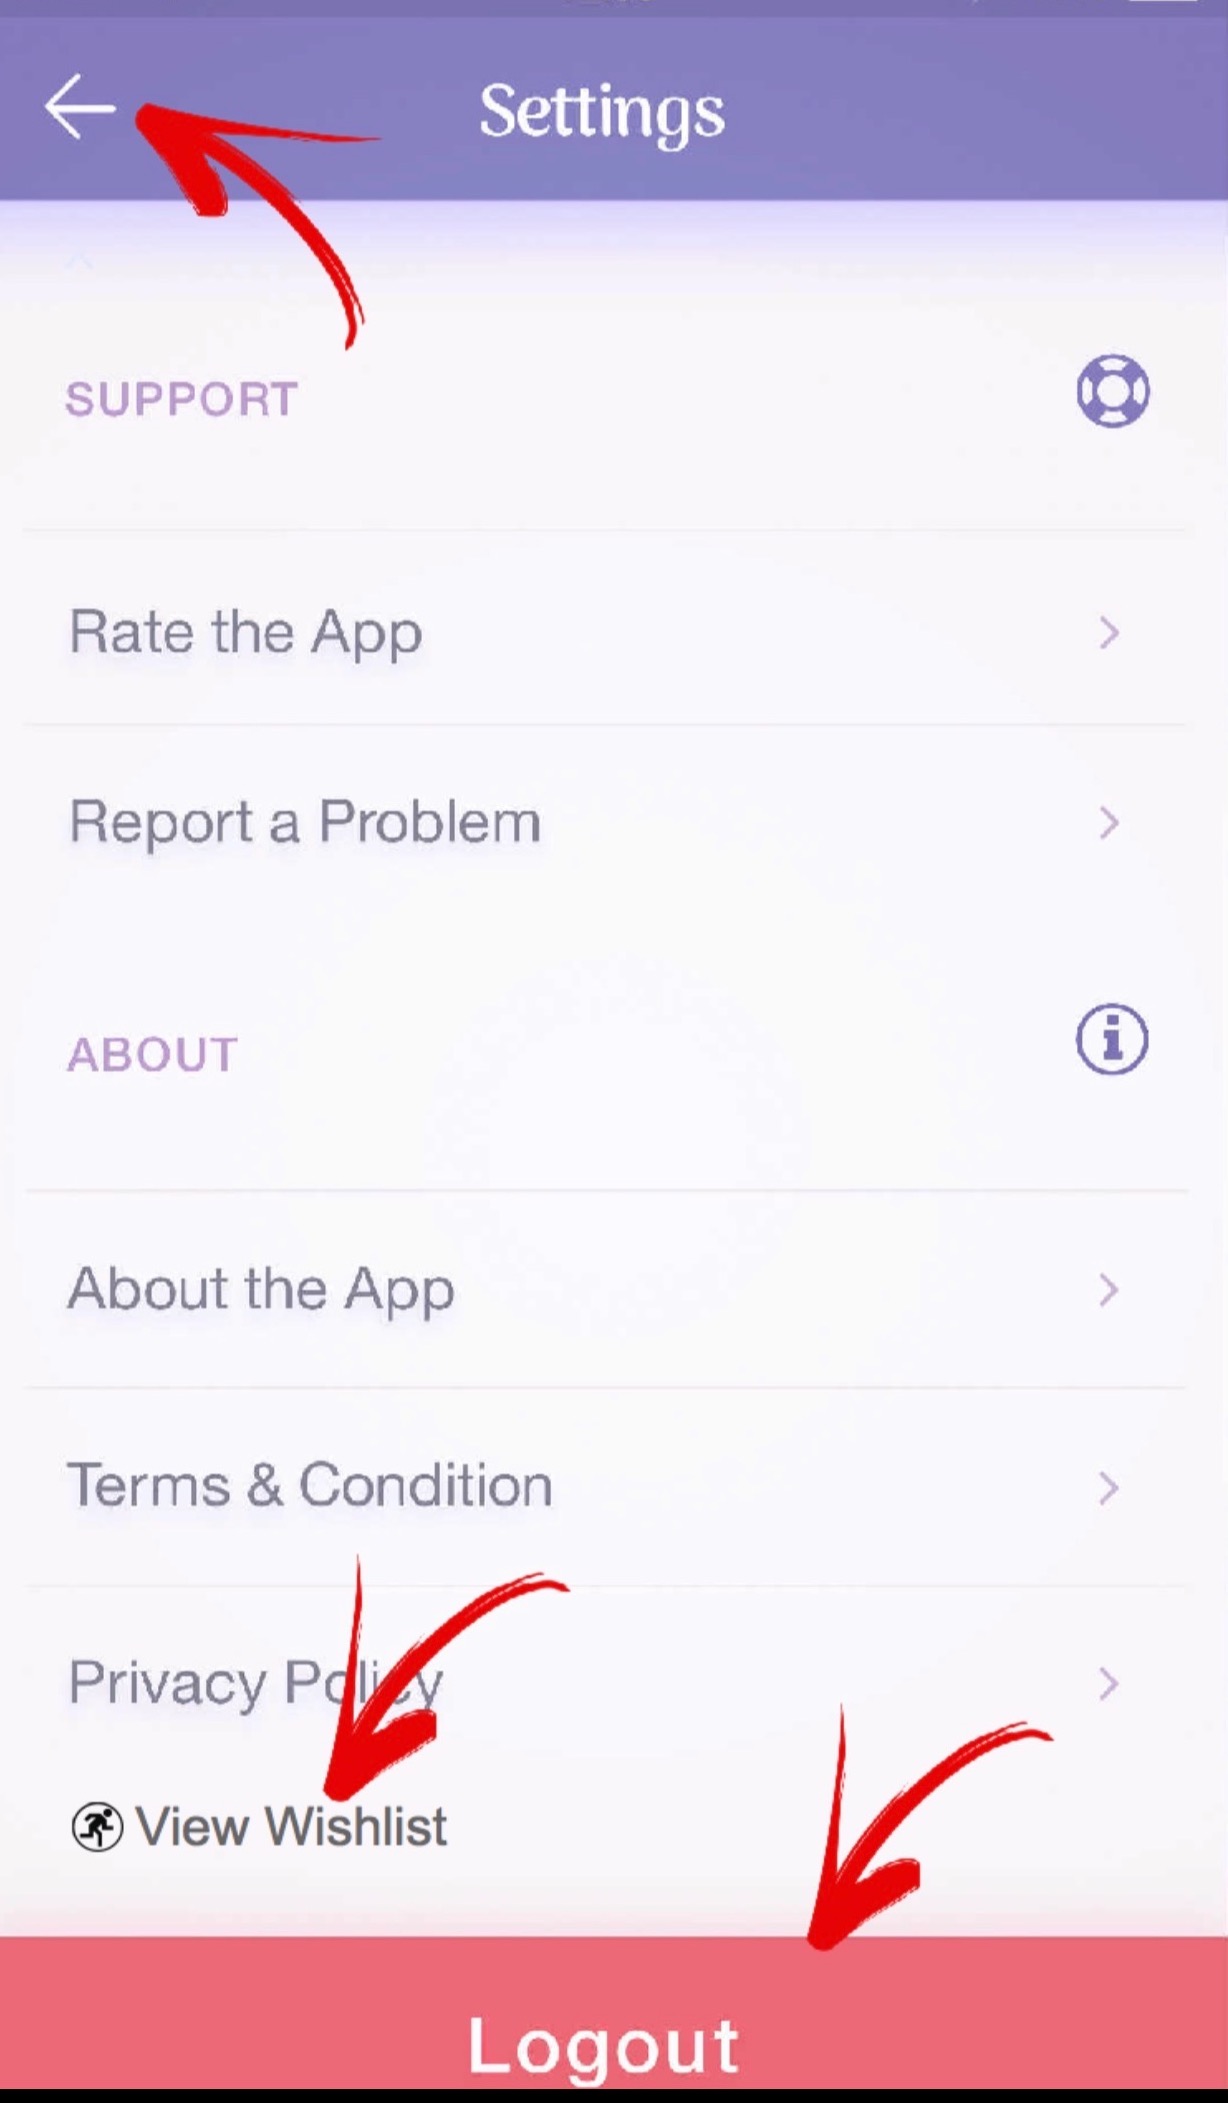 Settings
SUPPORT
Rate the App
Report a Problem
ABOUT
About the App
Terms & Condition
Privacy Policy
View Wishlist
Logout